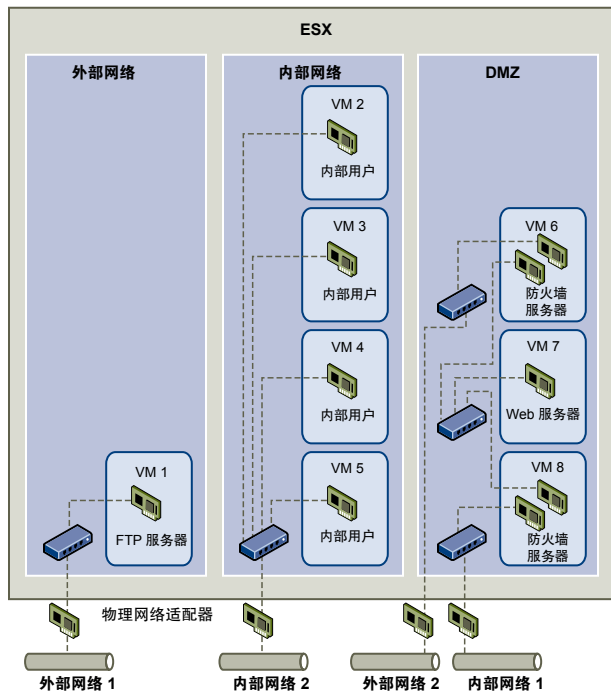 ESX
外部网络
内部网络
DMZ
VM 2
内部用户
VM 3
内部用户
VM 4
内部用户
VM 5
内部用户
VM 1
FTP 服务器
VM 6
防火墙
服务器
VM 7
Web 服务器
VM 8
防火墙
服务器
物理网络适配器
外部网络 1
内部网络 2
外部网络 2
内部网络 1